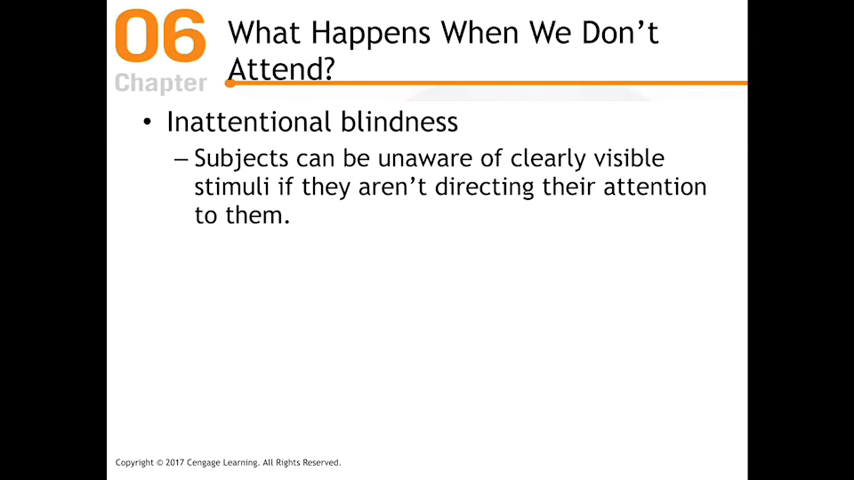 06
Chapter
What Happens When We Don't
Attend?
• Inattentional blindness
– Subjects can be unaware of clearly visible
stimuli if they aren't directing their attention
to them.
Copyright © 2017 Cengage Learning. All Rights Reserved.